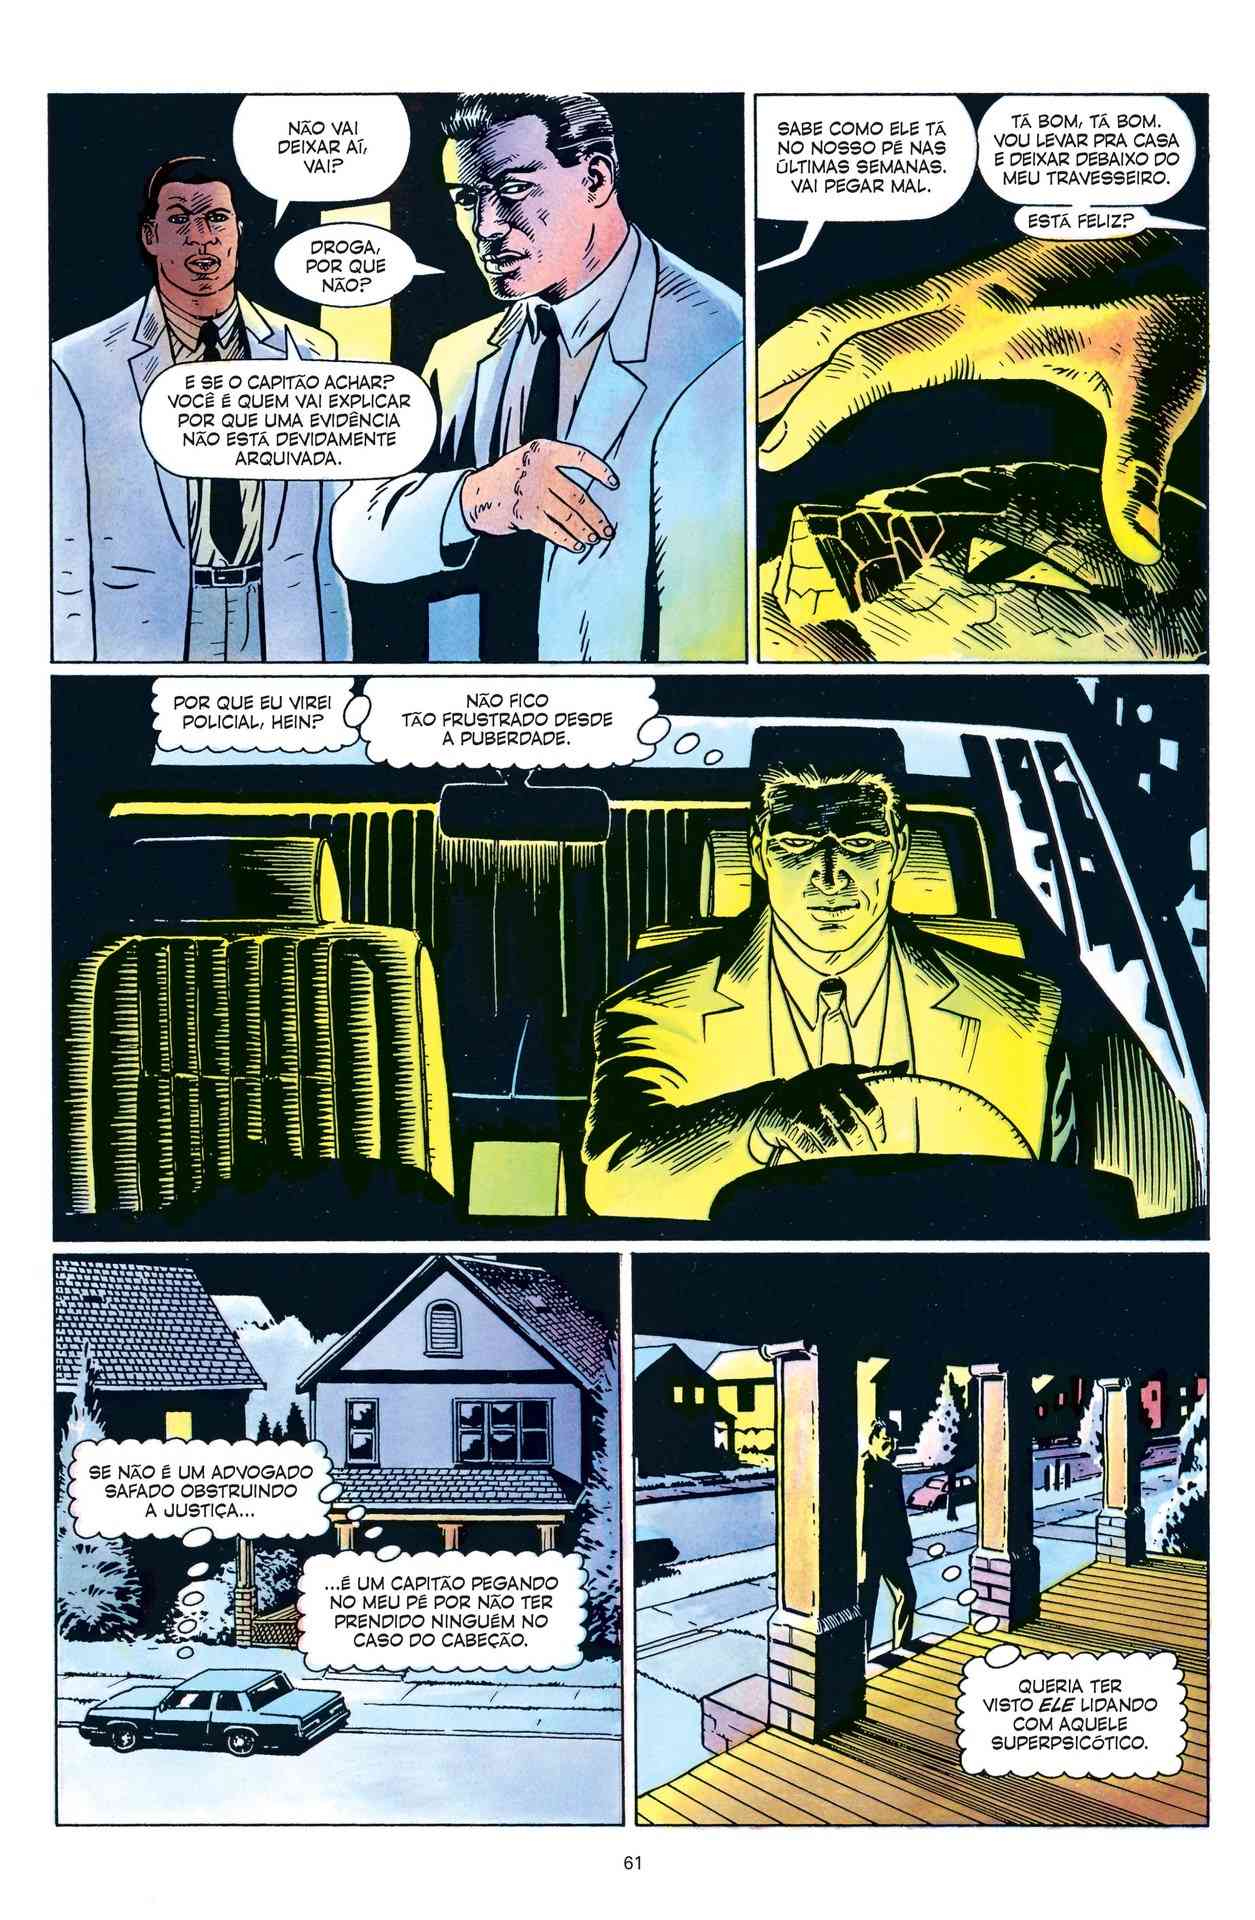 NÃO VAI
DEIXAR AÍ,
VAI?
DROGA,
POR QUE
NÃO?
E SE O CAPITÃO ACHAR?
VOCÊ É QUEM VAI EXPLICAR
POR QUE UMA EVIDÊNCIA
NÃO ESTÁ DEVIDAMENTE
ARQUIVADA.
SABE COMO ELE TÁ
NO NOSSO PÉ NAS
ÚLTIMAS SEMANAS.
VAI PEGAR MAL.
TÁ BOM, TÁ BOM.
VOU LEVAR PRA CASA
E DEIXAR DEBAIXO DO
MEU TRAVESSEIRO.
ESTÁ FELIZ?
POR QUE EU VIREI
POLICIAL, HEIN?
NÃO FICO
TÃO FRUSTRADO DESDE
A PUBERDADE.
SE NÃO É UM ADVOGADO
SAFADO OBSTRUINDO
A JUSTIÇA...
...É UM CAPITÃO PEGANDO
NO MEU PÉ POR NÃO TER
PRENDIDO NINGUÉM NO
CASO DO CABEÇÃO.
QUERIA TER
VISTO ELE LIDANDO
COM AQUELE
SUPERPSICÓTICO.
61